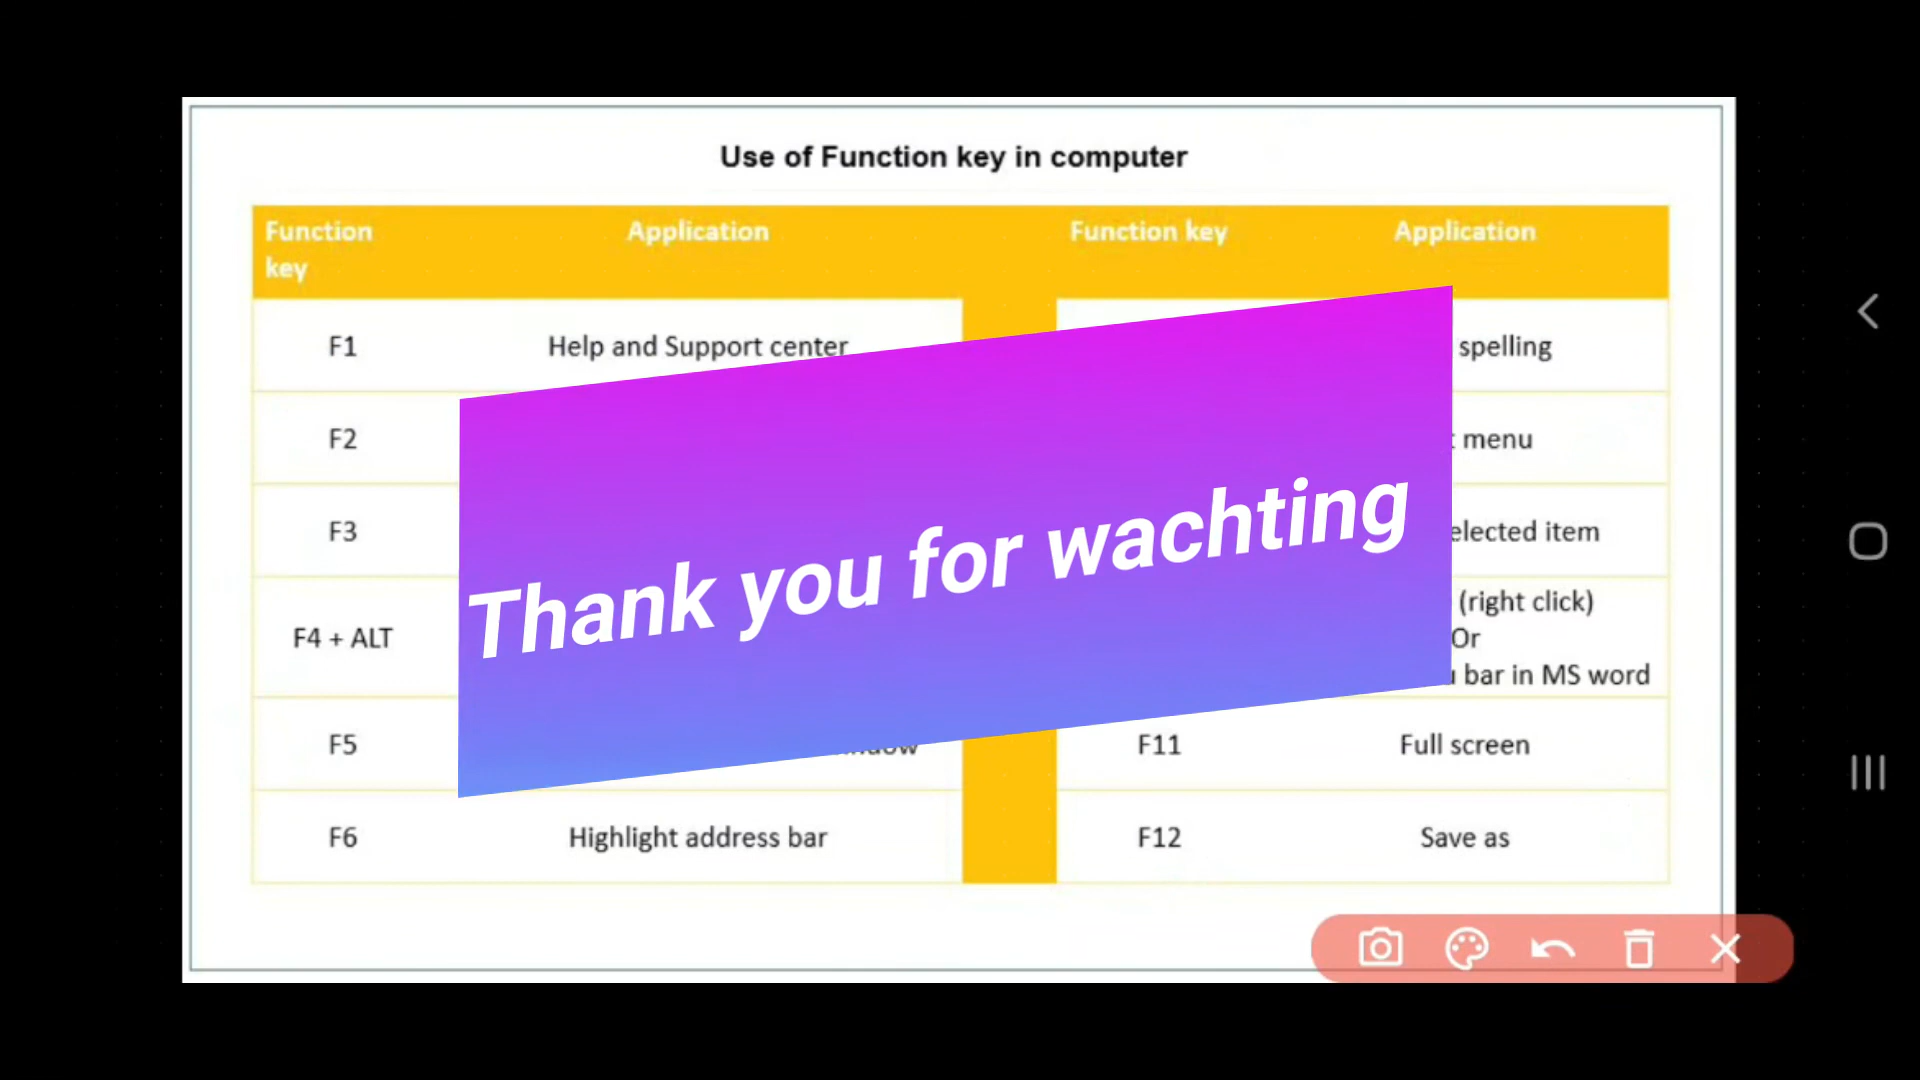 Use of Function key in computer
Function key Application Function key Application
F1 Help and Support center spelling
F2 menu
F3 item
(right click)
F4 + ALT Or
bar in MS word
Thank you for wachting
F5 F11 Full screen
F6 Highlight address bar F12 Save as